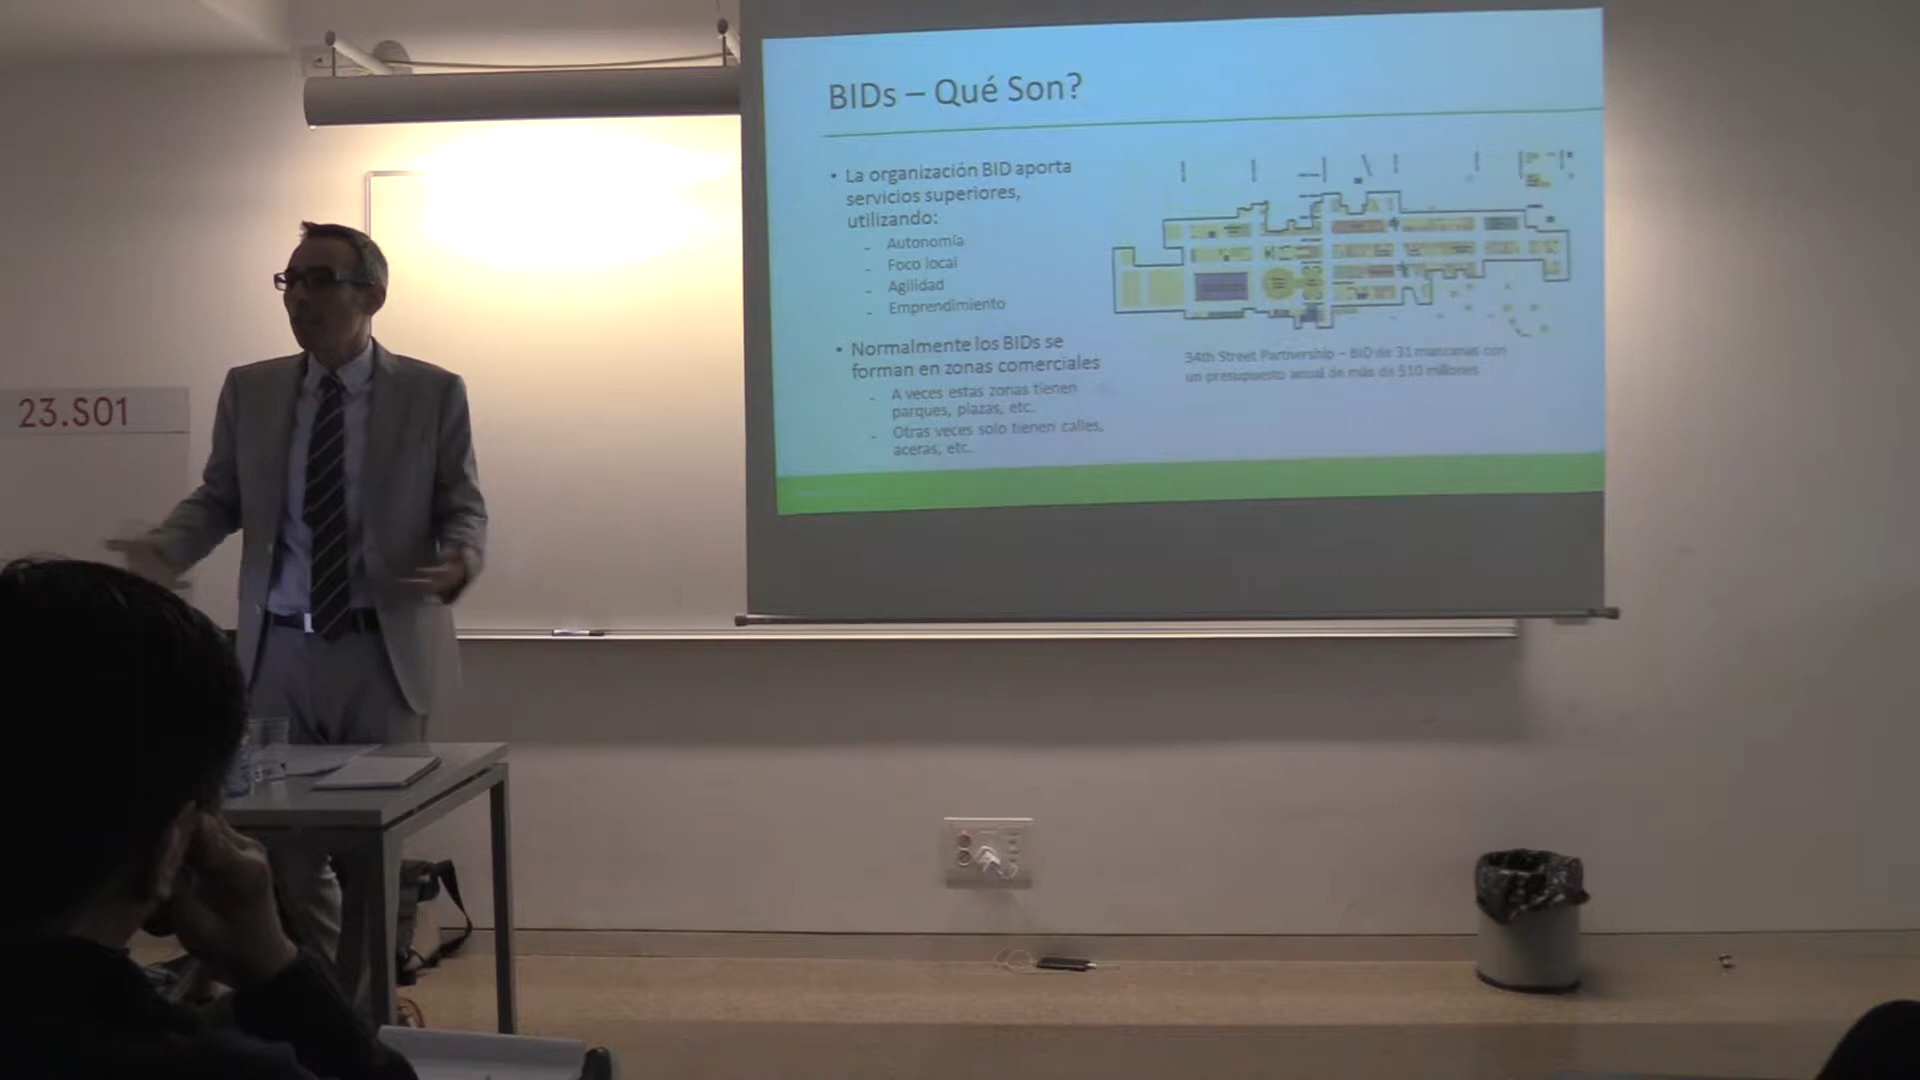 BIDs – Qué Son?
• La organización BID aporta
servicios superiores,
utilizando:
- Autonomía
- Foco local
- Agilidad
- Emprendimiento
• Normalmente los BIDs se
forman en zonas comerciales
- A veces estas zonas tienen
parques, plazas, etc.
- Otras veces solo tienen calles,
aceras, etc.
34th Street Partnership – BID de 31 manzanas con
un presupuesto anual de más de $10 millones
23.S01